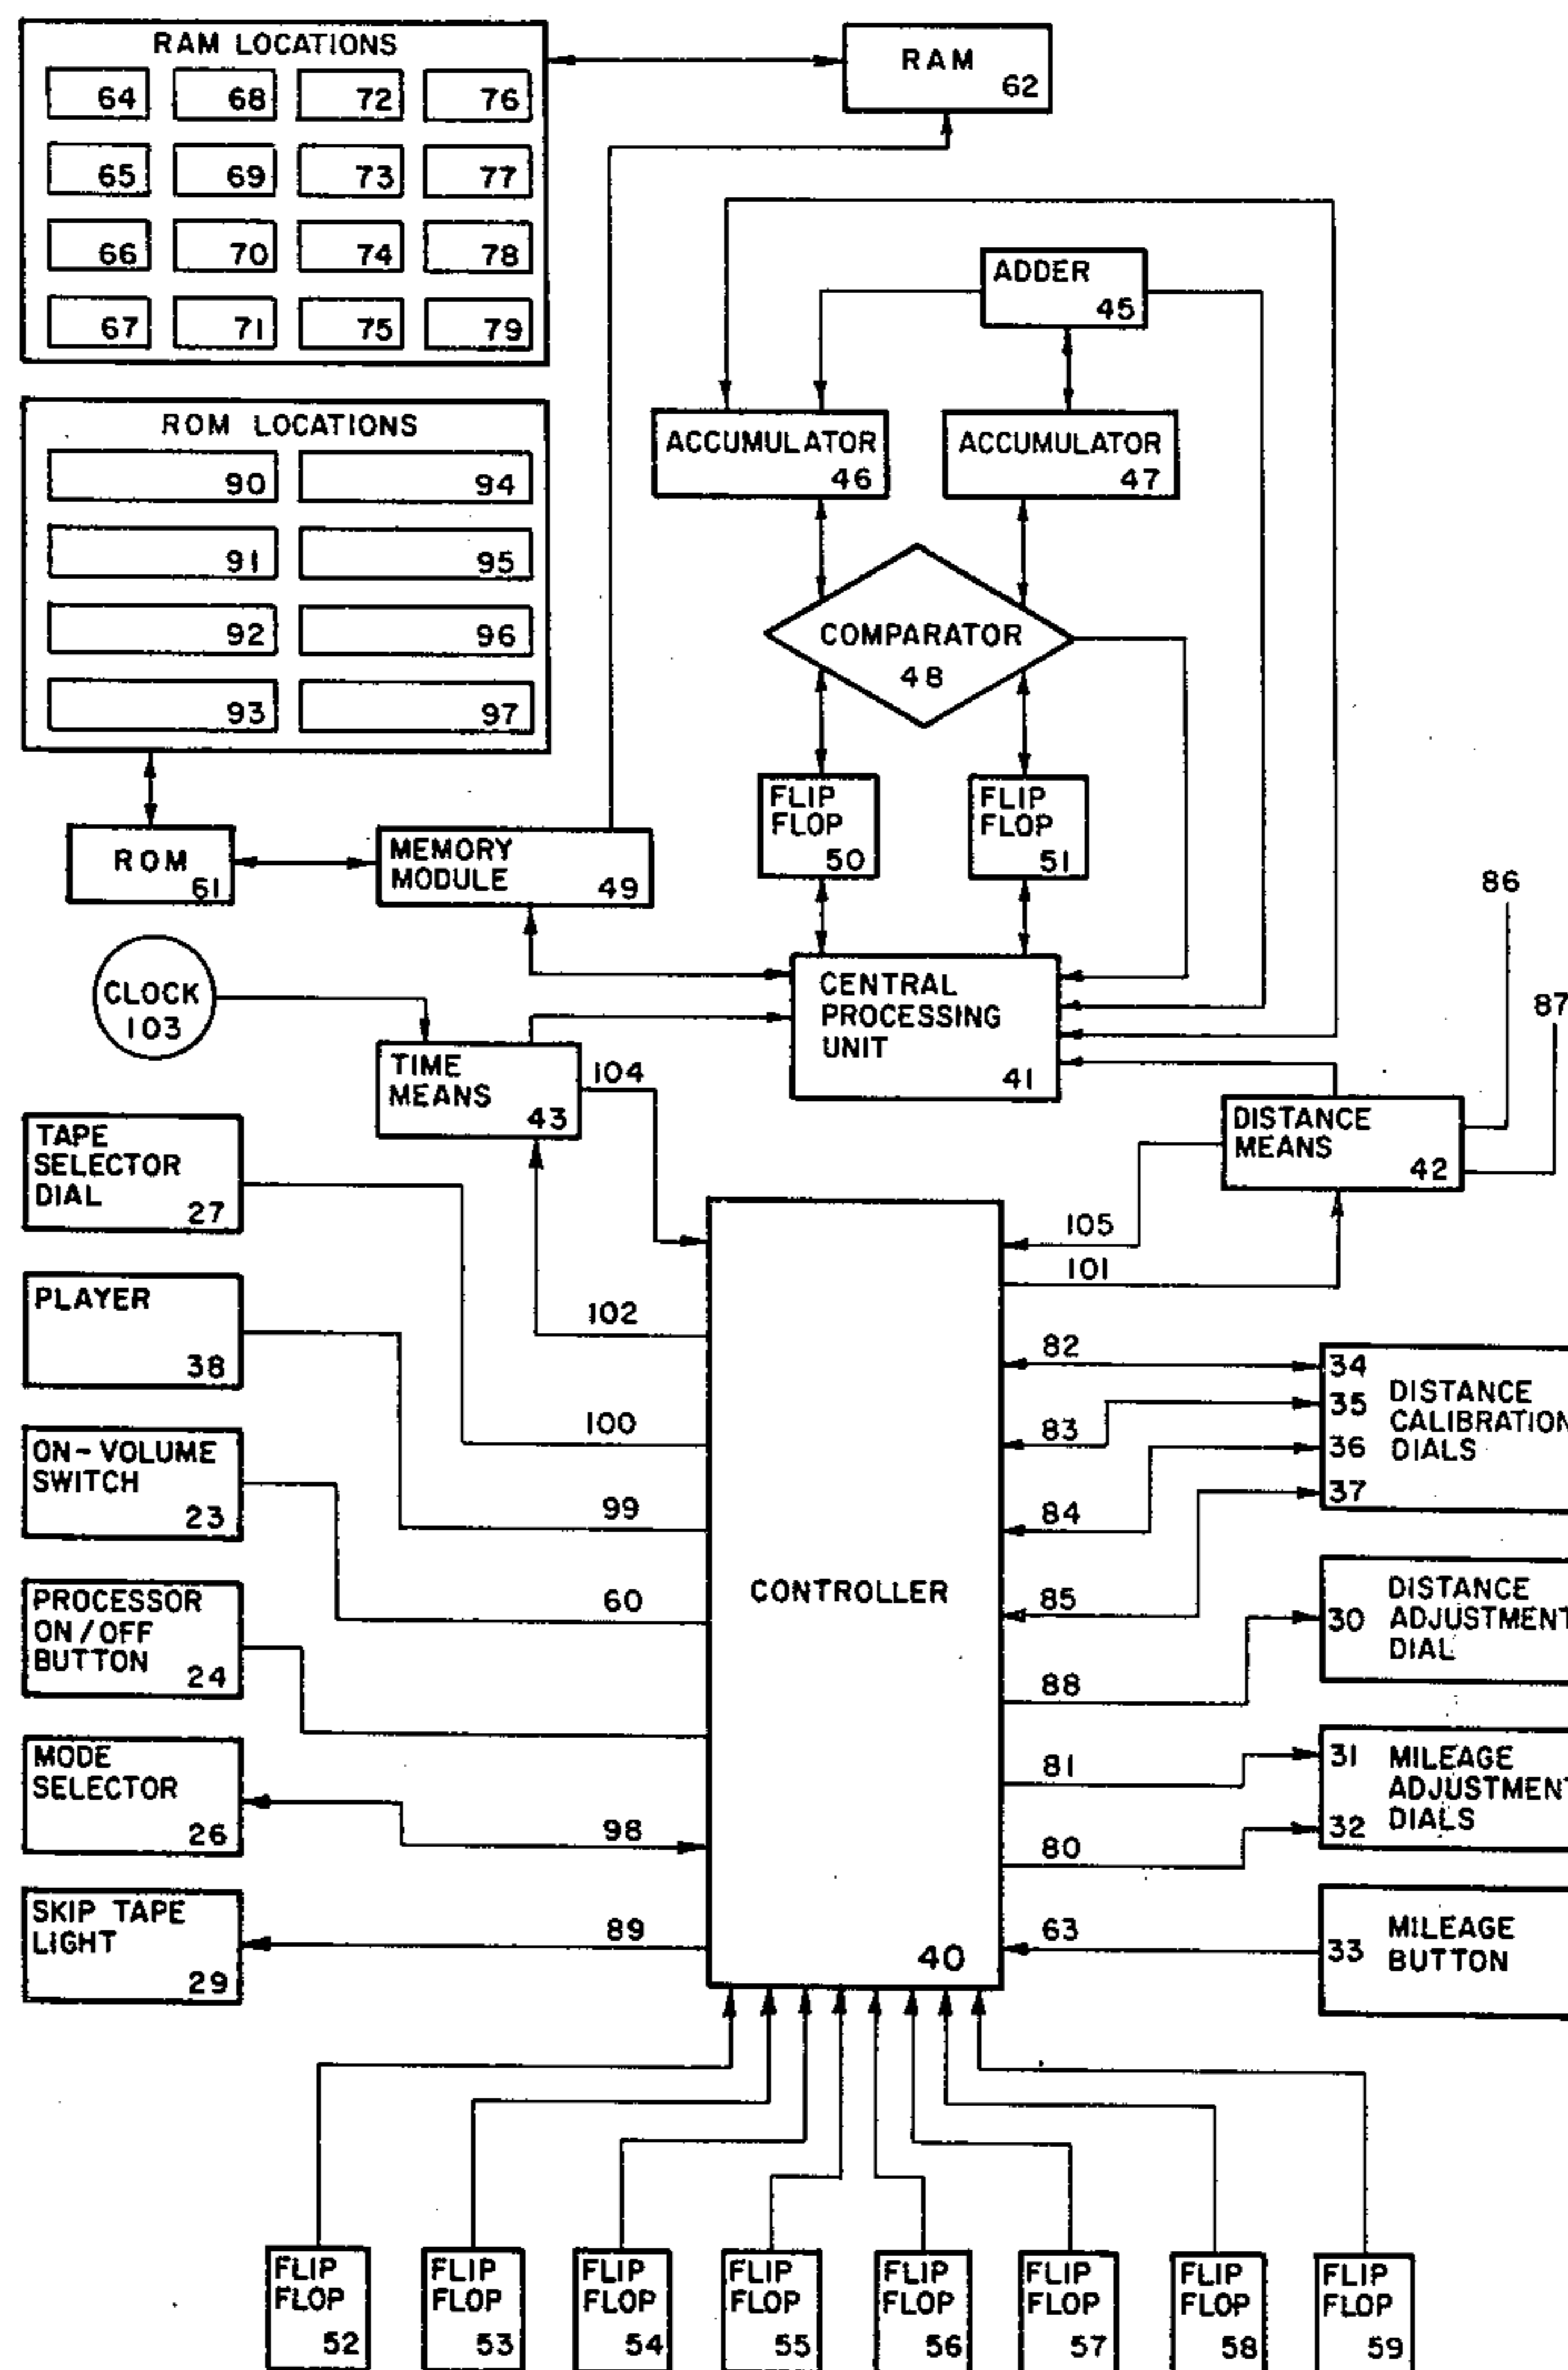 RAM LOCATIONS
64 68 72 76
65 69 73 77
66 70 74 78
67 71 75 79
RAM
62
ROM LOCATIONS
90 94
91 95
92 96
93 97
ADDER
45
ACCUMULATOR
46
ACCUMULATOR
47
COMPARATOR
48
FLIP
FLOP
50
FLIP
FLOP
51
ROM
61
MEMORY
MODULE
49
CLOCK
103
TIME
MEANS
43
104
CENTRAL
PROCESSING
UNIT
41
86
87
DISTANCE
MEANS
42
TAPE
SELECTOR
DIAL
27
PLAYER
38
ON-VOLUME
SWITCH
23
PROCESSOR
ON/OFF
BUTTON
24
MODE
SELECTOR
26
SKIP TAPE
LIGHT
29
102
100
99
60
98
89
CONTROLLER
40
105
101
82
83
84
85
88
81
80
63
34
35
36
37
DISTANCE
CALIBRATION
DIALS
30
DISTANCE
ADJUSTMENT
DIAL
31
32
MILEAGE
ADJUSTMENT
DIALS
33
MILEAGE
BUTTON
FLIP
FLOP
52
FLIP
FLOP
53
FLIP
FLOP
54
FLIP
FLOP
55
FLIP
FLOP
56
FLIP
FLOP
57
FLIP
FLOP
58
FLIP
FLOP
59